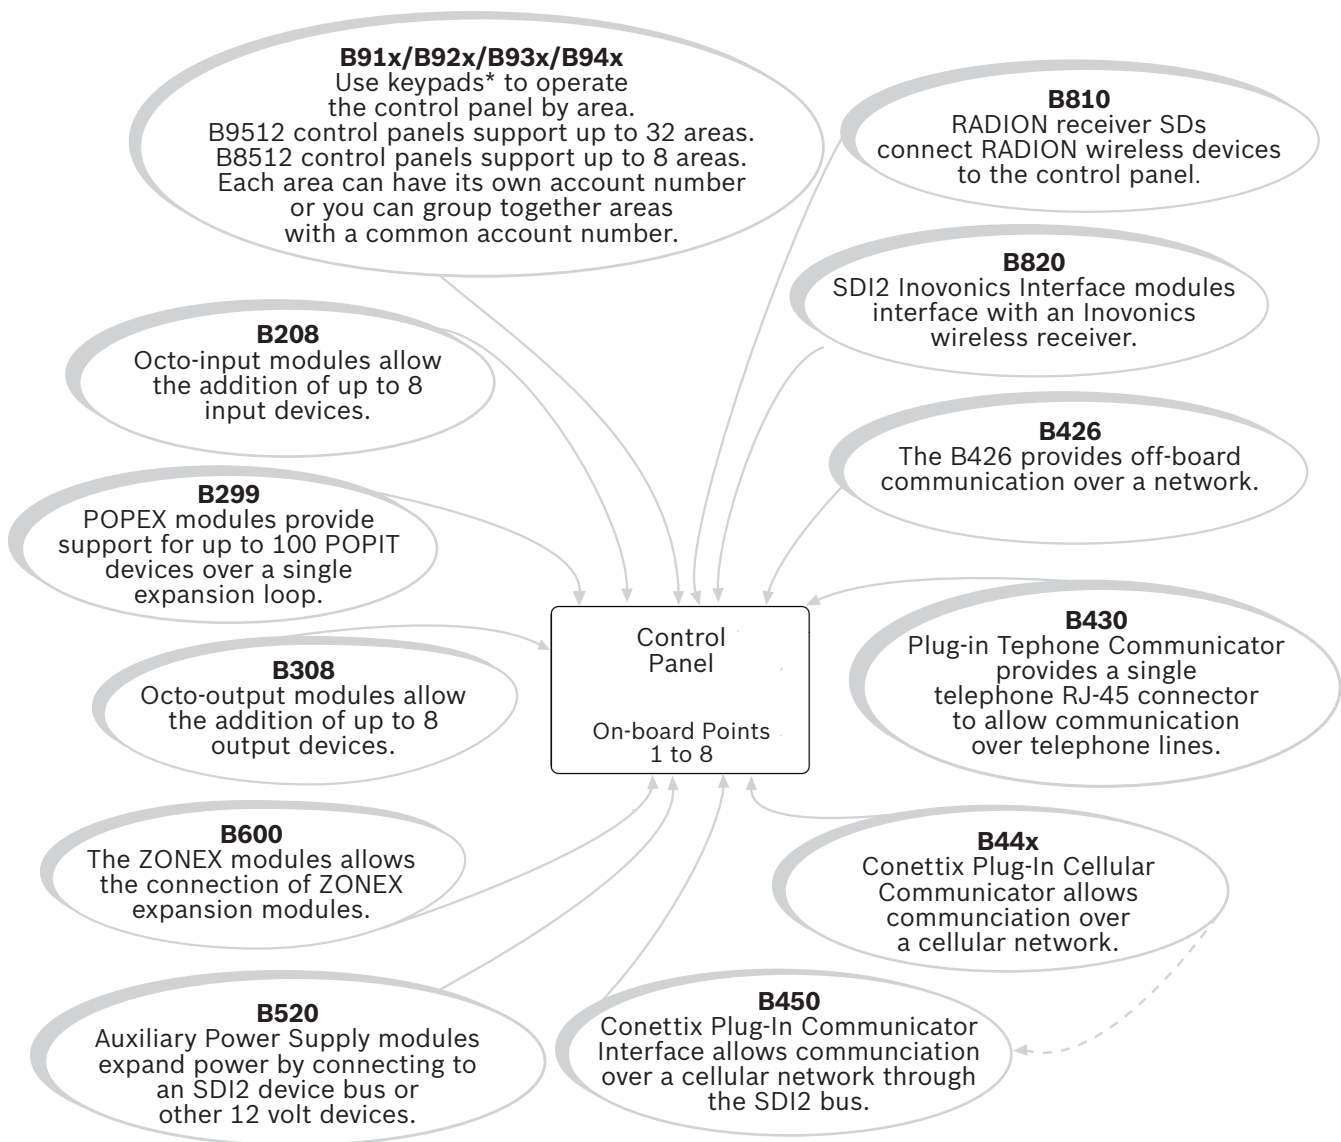 B91x/B92x/B93x/B94x
Use keypads* to operate
the control panel by area.
B9512 control panels support up to 32 areas.
B8512 control panels support up to 8 areas.
Each area can have its own account number
or you can group together areas
with a common account number.
B810
RADION receiver SDs
connect RADION wireless devices
to the control panel.
B820
SDI2 Inovonics Interface modules
interface with an Inovonics
wireless receiver.
B208
Octo-input modules allow
the addition of up to 8
input devices.
B426
The B426 provides off-board
communication over a network.
B299
POPEX modules provide
support for up to 100 POPIT
devices over a single
expansion loop.
Control
Panel
On-board Points
1 to 8
B430
Plug-in Tephone Communicator
provides a single
telephone RJ-45 connector
to allow communication
over telephone lines.
B308
Octo-output modules allow
the addition of up to 8
output devices.
B600
The ZONEX modules allows
the connection of ZONEX
expansion modules.
B44x
Conettix Plug-In Cellular
Communicator allows
communciation over
a cellular network.
B520
Auxiliary Power Supply modules
expand power by connecting to
an SDI2 device bus or
other 12 volt devices.
B450
Conettix Plug-In Communicator
Interface allows communciation
over a cellular network through
the SDI2 bus.